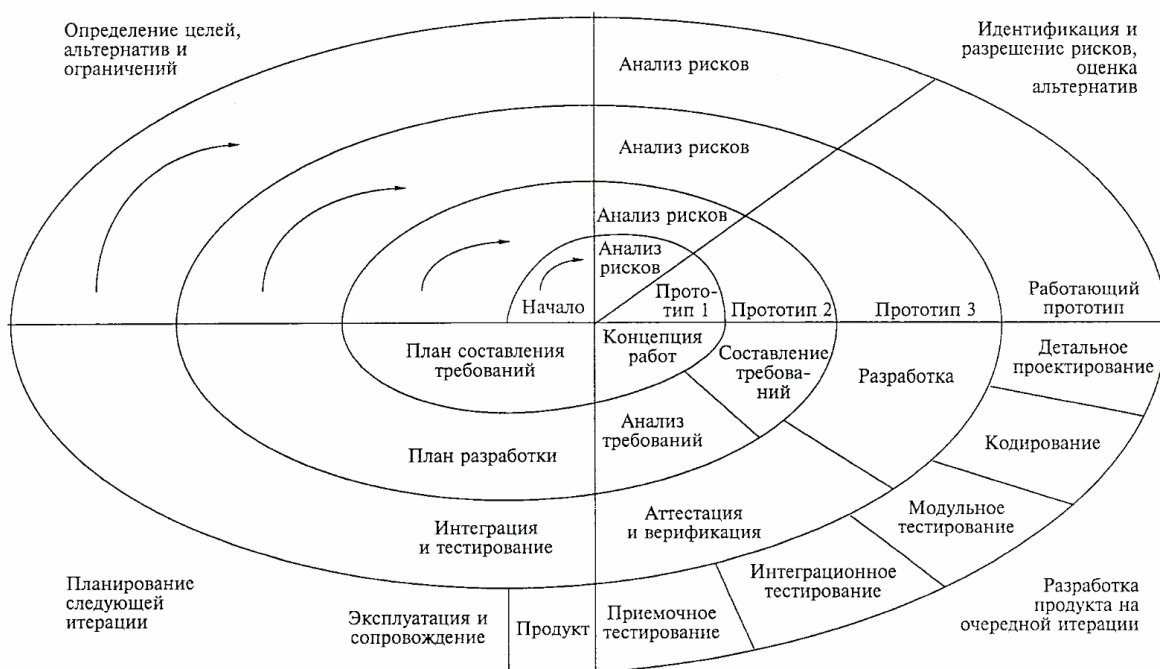 Определение целей,
альтернатив и
ограничений
Идентификация и
разрешение рисков,
оценка
альтернатив
Анализ рисков
Анализ рисков
Анализ рисков
Анализ
рисков
Начало
Прото-
тип 1
Прототип 2
Прототип 3
Работающий
прототип
План составления
требований
Концепция
работ
Составление
требова-
ний
Разработка
Детальное
проектирование
План разработки
Анализ
требований
Кодирование
Интеграция
и тестирование
Аттестация
и верификация
Модульное
тестирование
Планирование
следующей
итерации
Эксплуатация и
сопровождение
Продукт
Приемочное
тестирование
Интеграционное
тестирование
Разработка
продукта на
очередной итерации